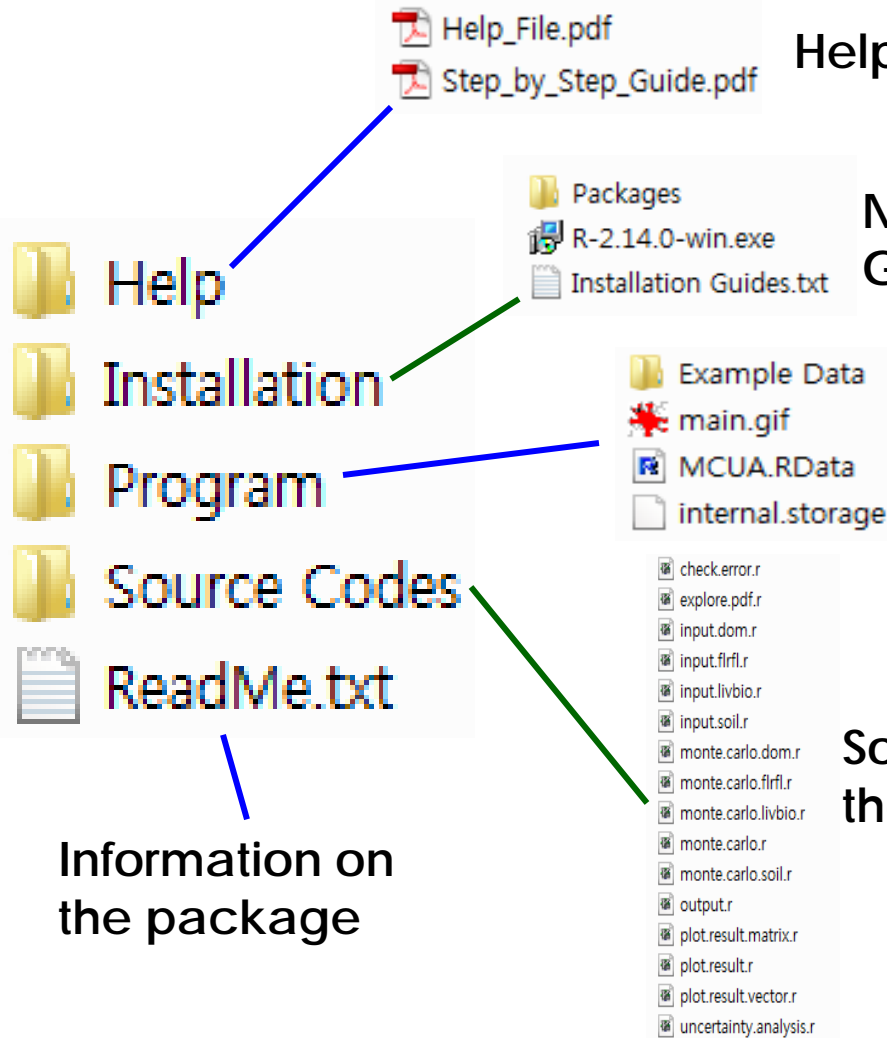 Help_File.pdf
Step_by_Step_Guide.pdf
Help
Packages
R-2.14.0-win.exe
Installation Guides.txt
M
G
Help
Installation
Program
Source Codes
ReadMe.txt
Example Data
main.gif
MCUA.RData
internal.storage
check.error.r
explore.pdf.r
input.dom.r
input.flrfl.r
input.livbio.r
input.soil.r
monte.carlo.dom.r
monte.carlo.flrfl.r
monte.carlo.livbio.r
monte.carlo.r
monte.carlo.soil.r
output.r
plot.result.matrix.r
plot.result.r
plot.result.vector.r
uncertainty.analysis.r
So
th
Information on
the package